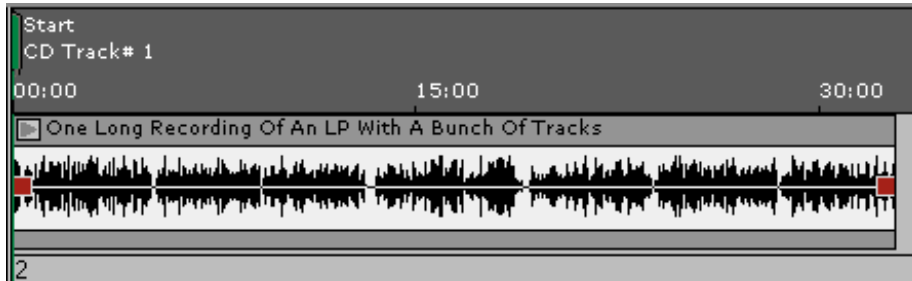 Start
CD Track# 1
00:00 15:00 30:00
One Long Recording Of An LP With A Bunch Of Tracks
2